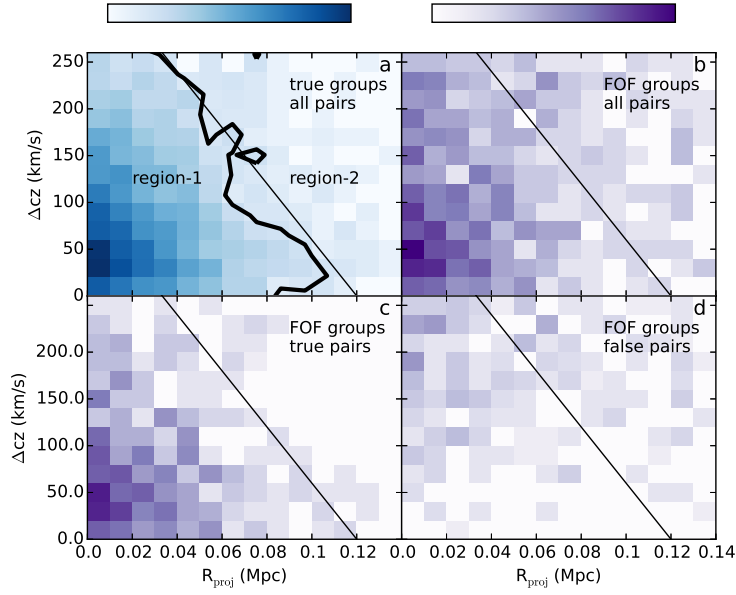 a
true groups
all pairs
region-1
region-2
250
200
150
100
50
0
Δcz (km/s)
b
FOF groups
all pairs
c
FOF groups
true pairs
200.0
150.0
100.0
50.0
0.0
Δcz (km/s)
0.0 0.02 0.04 0.06 0.08 0.1 0.12
R_proj (Mpc)
d
FOF groups
false pairs
0.0 0.02 0.04 0.06 0.08 0.1 0.12 0.14
R_proj (Mpc)